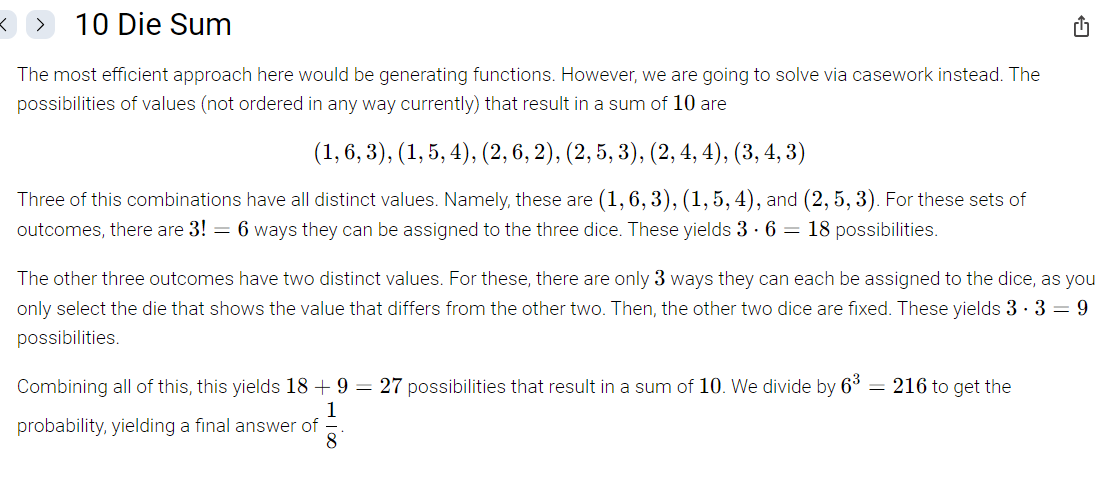 10 Die Sum
The most efficient approach here would be generating functions. However, we are going to solve via casework instead. The
possibilities of values (not ordered in any way currently) that result in a sum of 10 are
(1, 6, 3), (1, 5, 4), (2, 6, 2), (2, 5, 3), (2, 4, 4), (3, 4, 3)
Three of this combinations have all distinct values. Namely, these are (1, 6, 3), (1, 5, 4), and (2, 5, 3). For these sets of
outcomes, there are 3! = 6 ways they can be assigned to the three dice. These yields 3 · 6 = 18 possibilities.
The other three outcomes have two distinct values. For these, there are only 3 ways they can each be assigned to the dice, as you
only select the die that shows the value that differs from the other two. Then, the other two dice are fixed. These yields 3 · 3 = 9
possibilities.
Combining all of this, this yields 18 + 9 = 27 possibilities that result in a sum of 10. We divide by 6³ = 216 to get the
probability, yielding a final answer of 1/8.